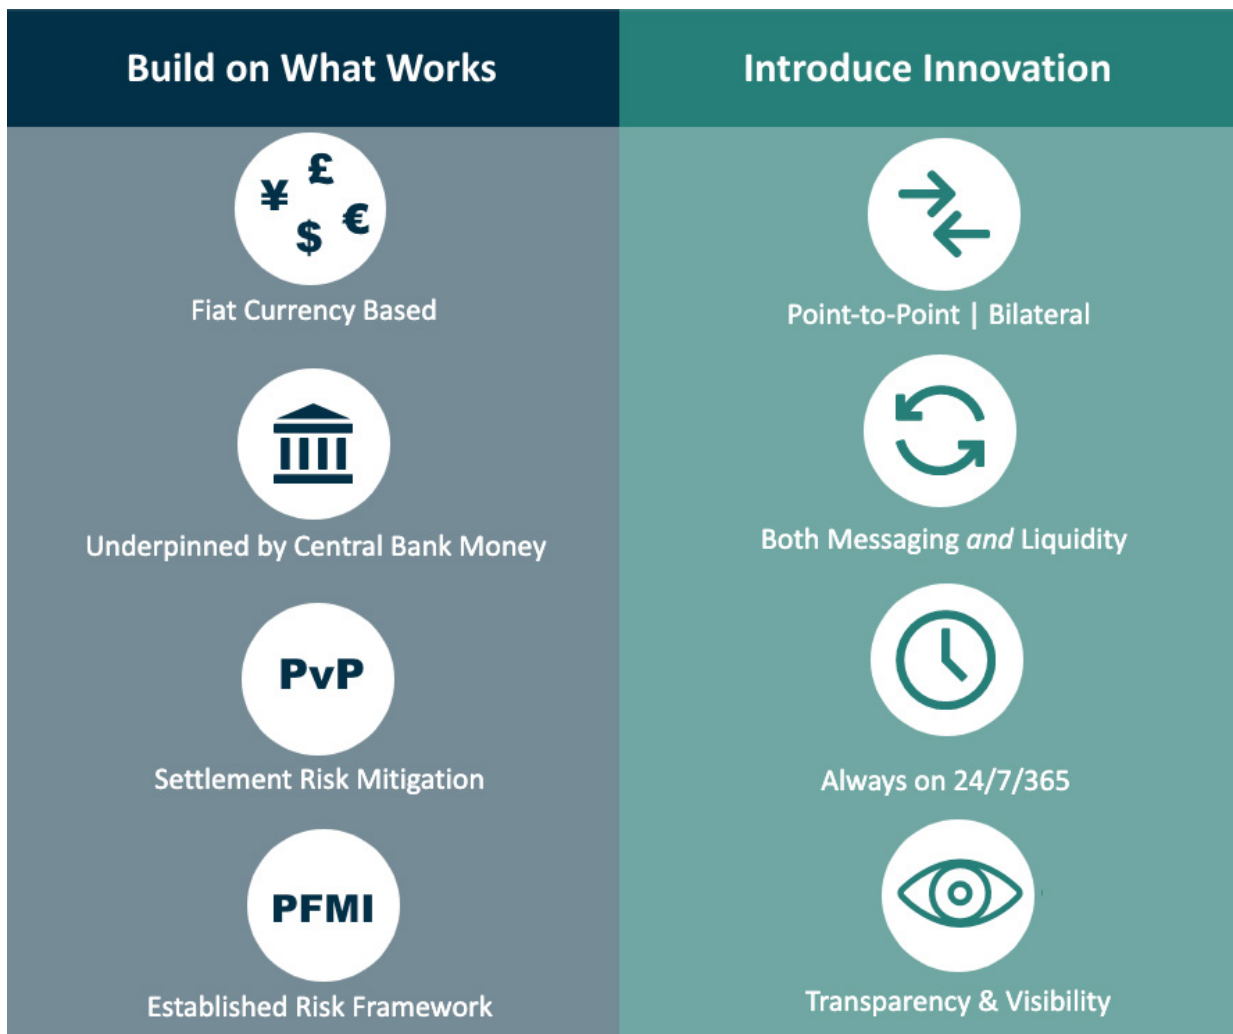 Build on What Works
¥ £ $ €
Fiat Currency Based
Underpinned by Central Bank Money
PvP
Settlement Risk Mitigation
PFMI
Established Risk Framework
Introduce Innovation
Point-to-Point | Bilateral
Both Messaging and Liquidity
Always on 24/7/365
Transparency & Visibility